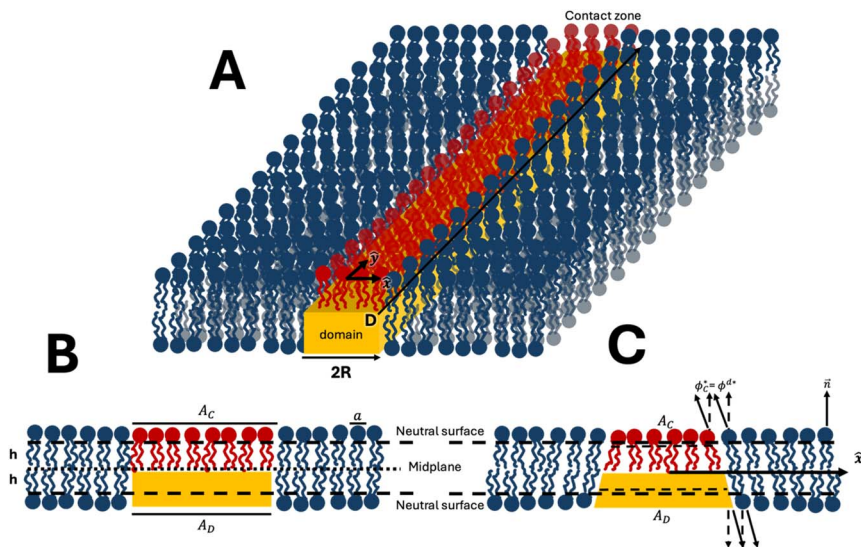 Contact zone
A
ŷ
x̂
D
domain
2R
B
C
ϕ_C^*= ϕ^{d*}
n⃗
A_C
a
Neutral surface
A_C
h
Midplane
x̂
h
Neutral surface
A_D
A_D